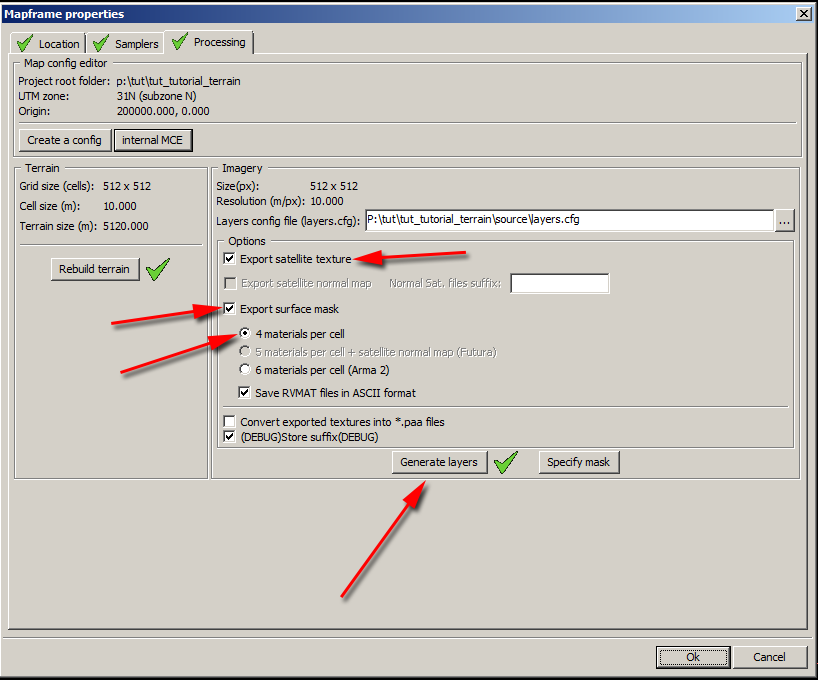 Mapframe properties
Location Samplers Processing
Map config editor
Project root folder: p:\tut\tut_tutorial_terrain
UTM zone: 31N (subzone N)
Origin: 200000.000, 0.000
Create a config internal MCE
Terrain
Grid size (cells): 512 x 512
Cell size (m): 10.000
Terrain size (m): 5120.000
Rebuild terrain
Imagery
Size(px): 512 x 512
Resolution (m/px): 10.000
Layers config file (layers.cfg): P:\tut\tut_tutorial_terrain\source\layers.cfg ...
Options
Export satellite texture
Export satellite normal map Normal Sat. files suffix:
Export surface mask
4 materials per cell
5 materials per cell + satellite normal map (Futura)
6 materials per cell (Arma 2)
Save RVMAT files in ASCII format
Convert exported textures into *.paa files
(DEBUG)Store suffix(DEBUG)
Generate layers Specify mask
Ok Cancel